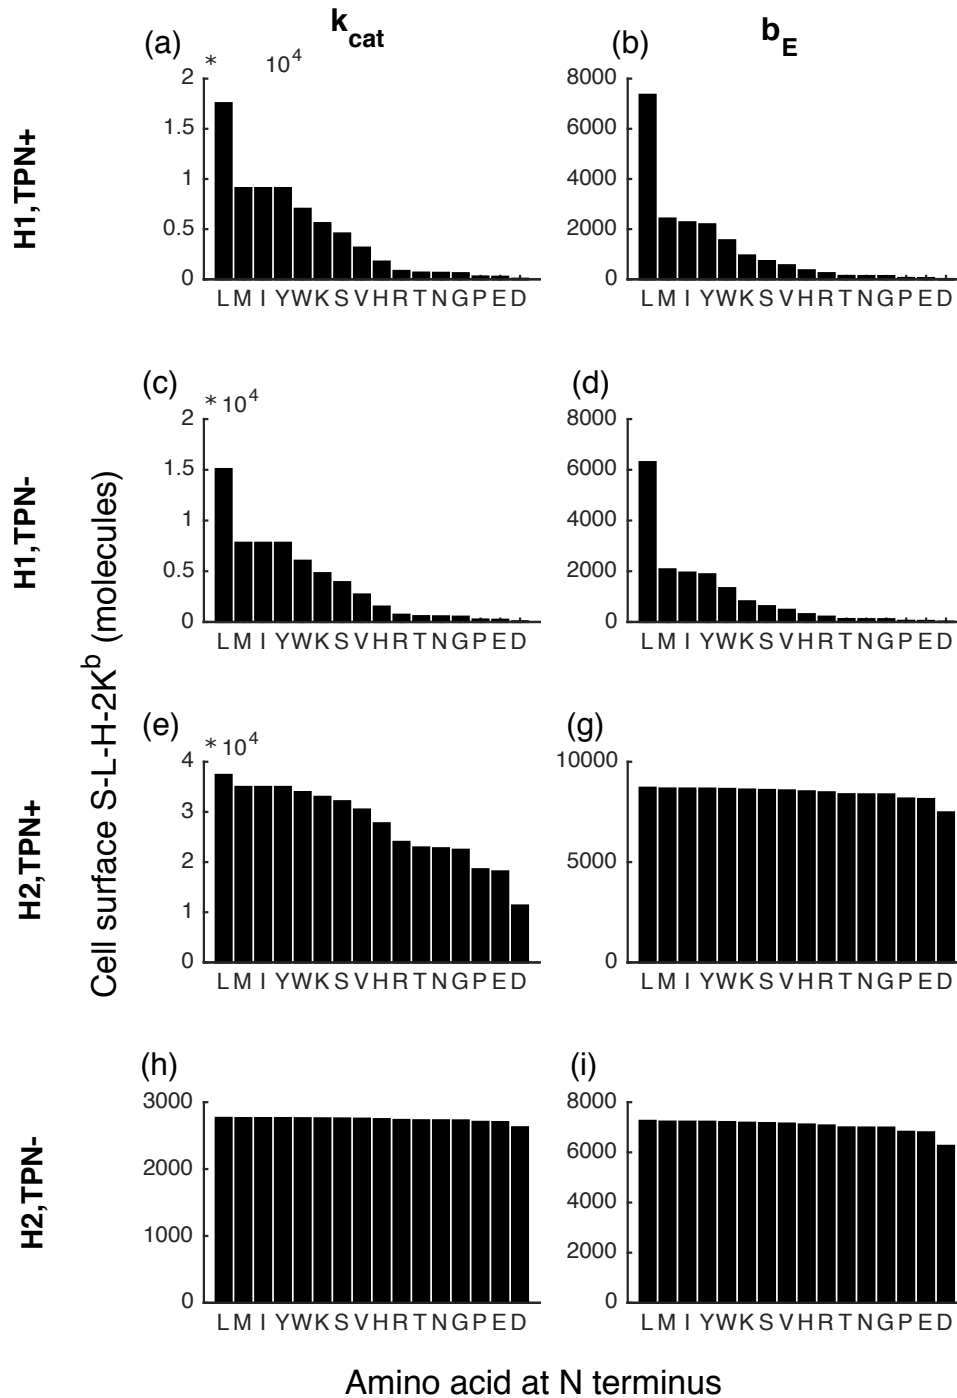 k_cat
b_E
H1,TPN+
(a)
* 10^4
2
1.5
1
0.5
0
L M I Y W K S V H R T N G P E D
(b)
8000
6000
4000
2000
0
L M I Y W K S V H R T N G P E D
H1,TPN-
(c)
* 10^4
2
1.5
1
0.5
0
L M I Y W K S V H R T N G P E D
(d)
8000
6000
4000
2000
0
L M I Y W K S V H R T N G P E D
Cell surface S-L-H-2K^b (molecules)
H2,TPN+
(e)
* 10^4
4
3
2
1
0
L M I Y W K S V H R T N G P E D
(g)
10000
5000
0
L M I Y W K S V H R T N G P E D
H2,TPN-
(h)
3000
2000
1000
0
L M I Y W K S V H R T N G P E D
(i)
8000
6000
4000
2000
0
L M I Y W K S V H R T N G P E D
Amino acid at N terminus